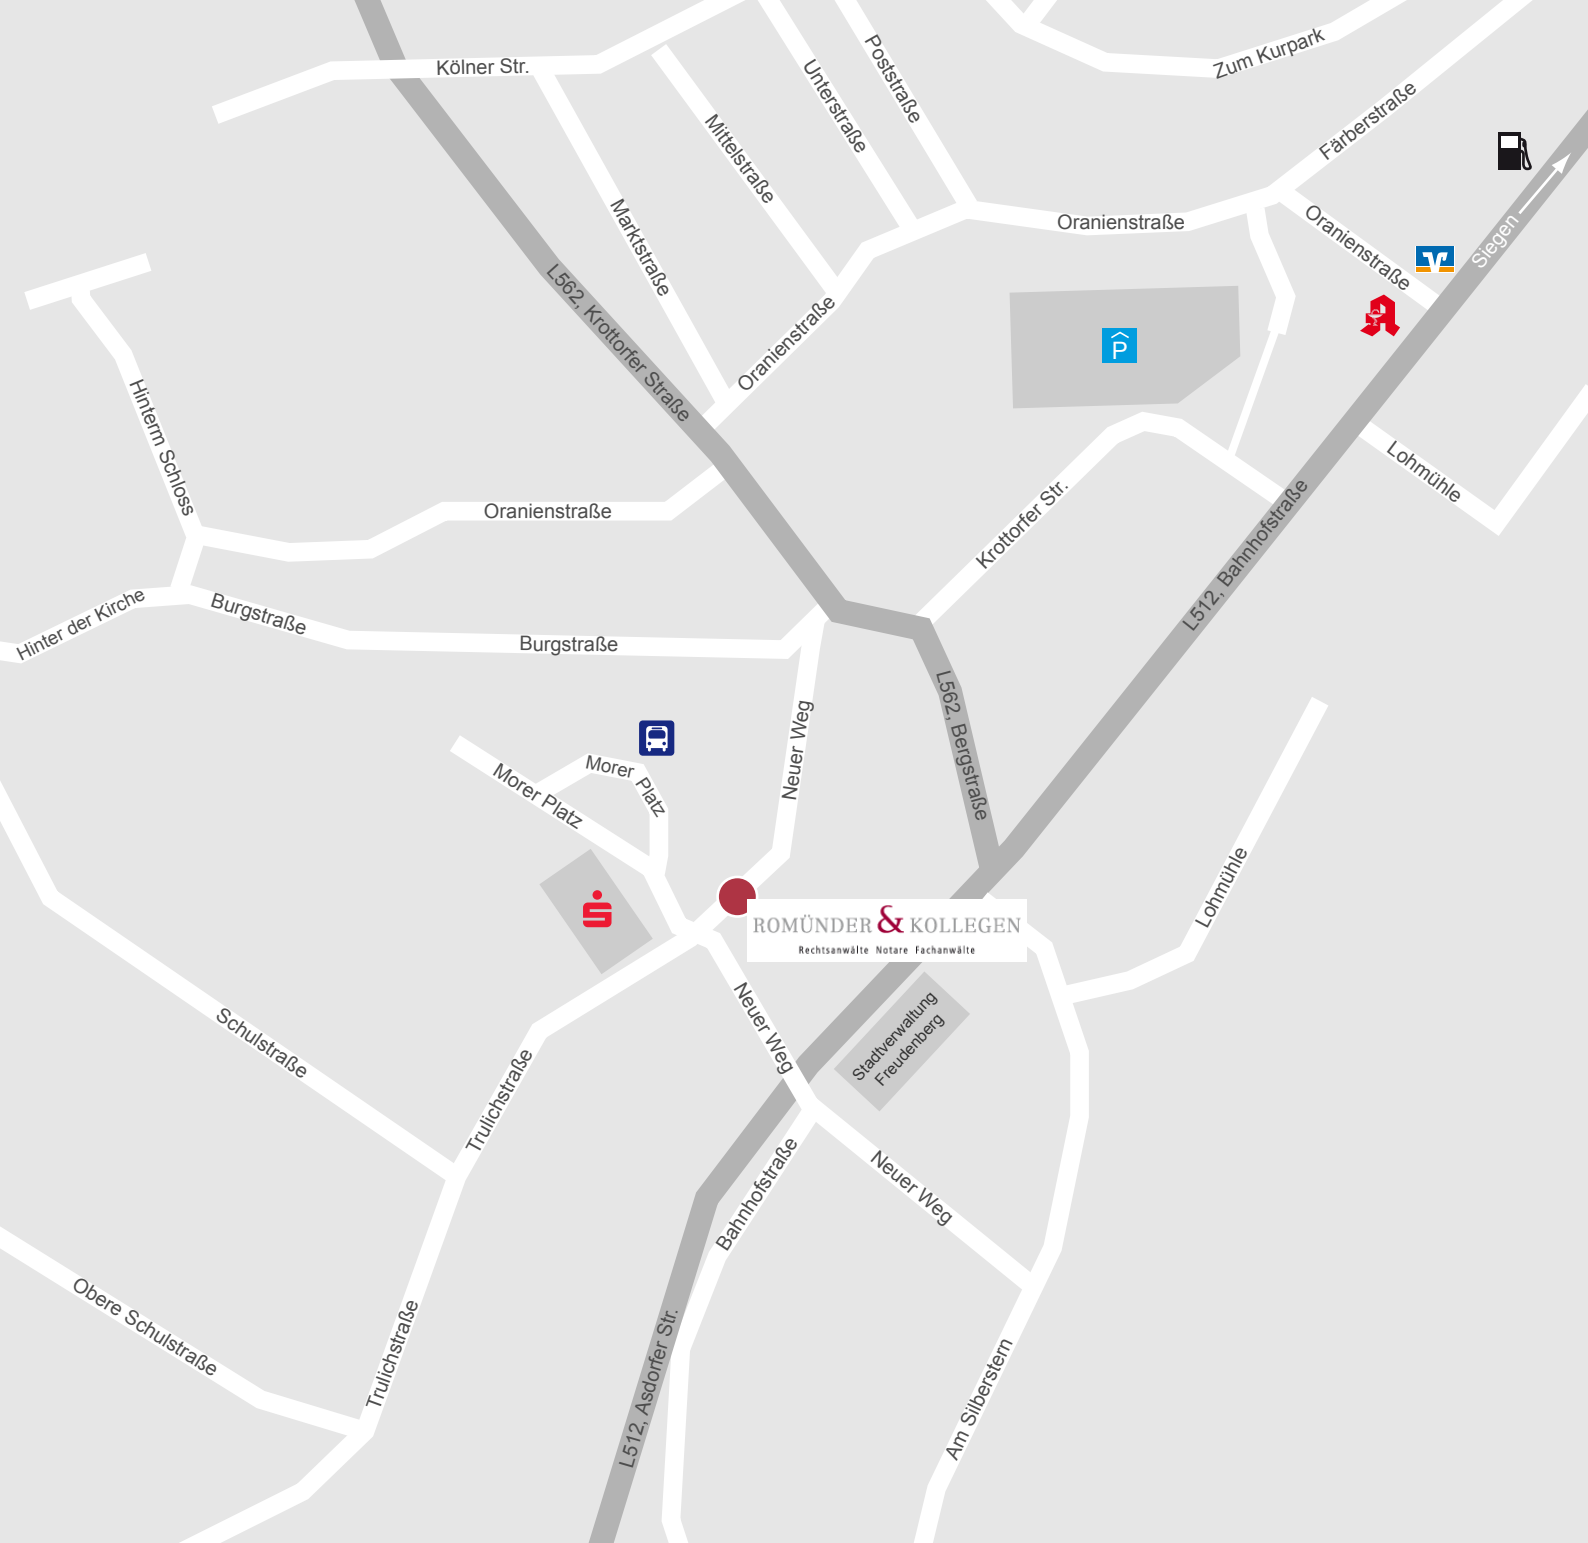 Kölner Str.
Poststraße
Unterstraße
Zum Kurpark
Färberstraße
Mittelstraße
Marktstraße
Oranienstraße
Oranienstraße
Siegen
L562, Krottorfer Straße
Oranienstraße
P
Hinterm Schloss
Lohmühle
Oranienstraße
Krottorfer Str.
L512, Bahnhofstraße
Hinter der Kirche
Burgstraße
Burgstraße
L562, Bergstraße
Neuer Weg
Morer Platz
Morer Platz
Lohmühle
ROMÜNDER & KOLLEGEN
Rechtsanwälte Notare Fachanwälte
Neuer Weg
Stadtverwaltung
Freudenberg
Schulstraße
Trulichstraße
Bahnhofstraße
Neuer Weg
Obere Schulstraße
Trulichstraße
L512, Asdorfer Str.
Am Silberstern